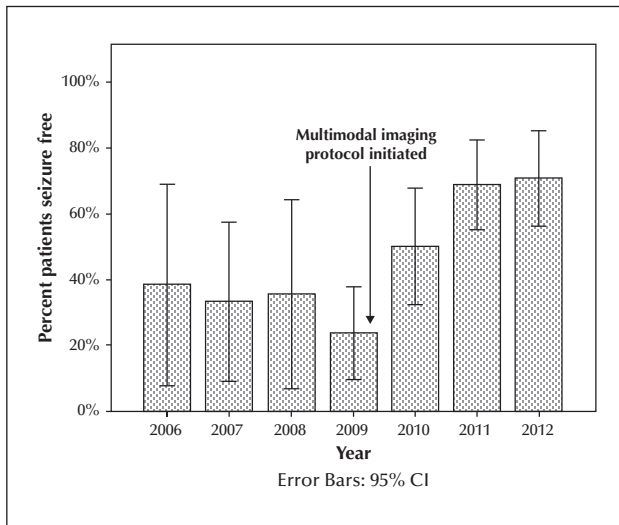 Percent patients seizure free
100%
80%
60%
40%
20%
0%
Multimodal imaging
protocol initiated
2006 2007 2008 2009 2010 2011 2012
Year
Error Bars: 95% CI